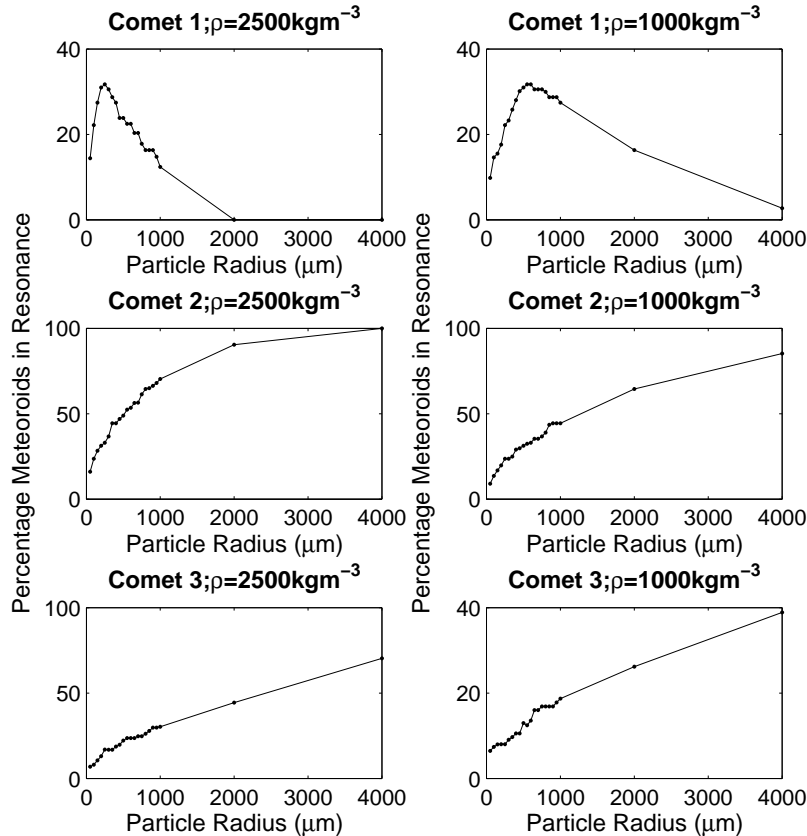 Comet 1;ρ=2500kgm⁻³
40
20
0
0 1000 2000 3000 4000
Particle Radius (μm)
Comet 1;ρ=1000kgm⁻³
40
20
0
0 1000 2000 3000 4000
Particle Radius (μm)
Percentage Meteoroids in Resonance
Percentage Meteoroids in Resonance
Comet 2;ρ=2500kgm⁻³
100
50
0
0 1000 2000 3000 4000
Particle Radius (μm)
Comet 2;ρ=1000kgm⁻³
100
50
0
0 1000 2000 3000 4000
Particle Radius (μm)
Comet 3;ρ=2500kgm⁻³
100
50
0
0 1000 2000 3000 4000
Particle Radius (μm)
Comet 3;ρ=1000kgm⁻³
40
20
0
0 1000 2000 3000 4000
Particle Radius (μm)